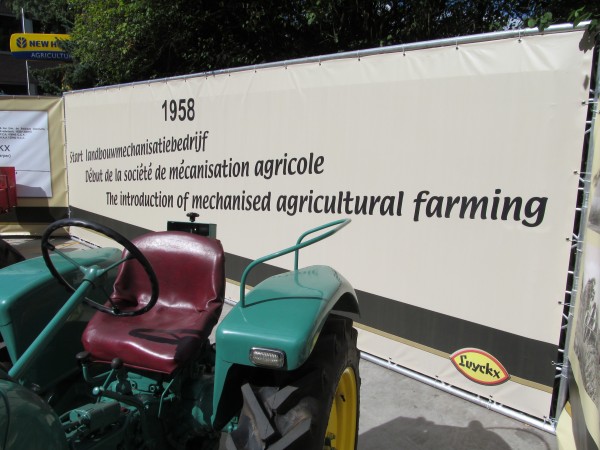 NEW HO
AGRICULTURE
1958
Start landbouwmechanisatiebedrijf
Début de la société de mécanisation agricole
The introduction of mechanised agricultural farming
Luyckx